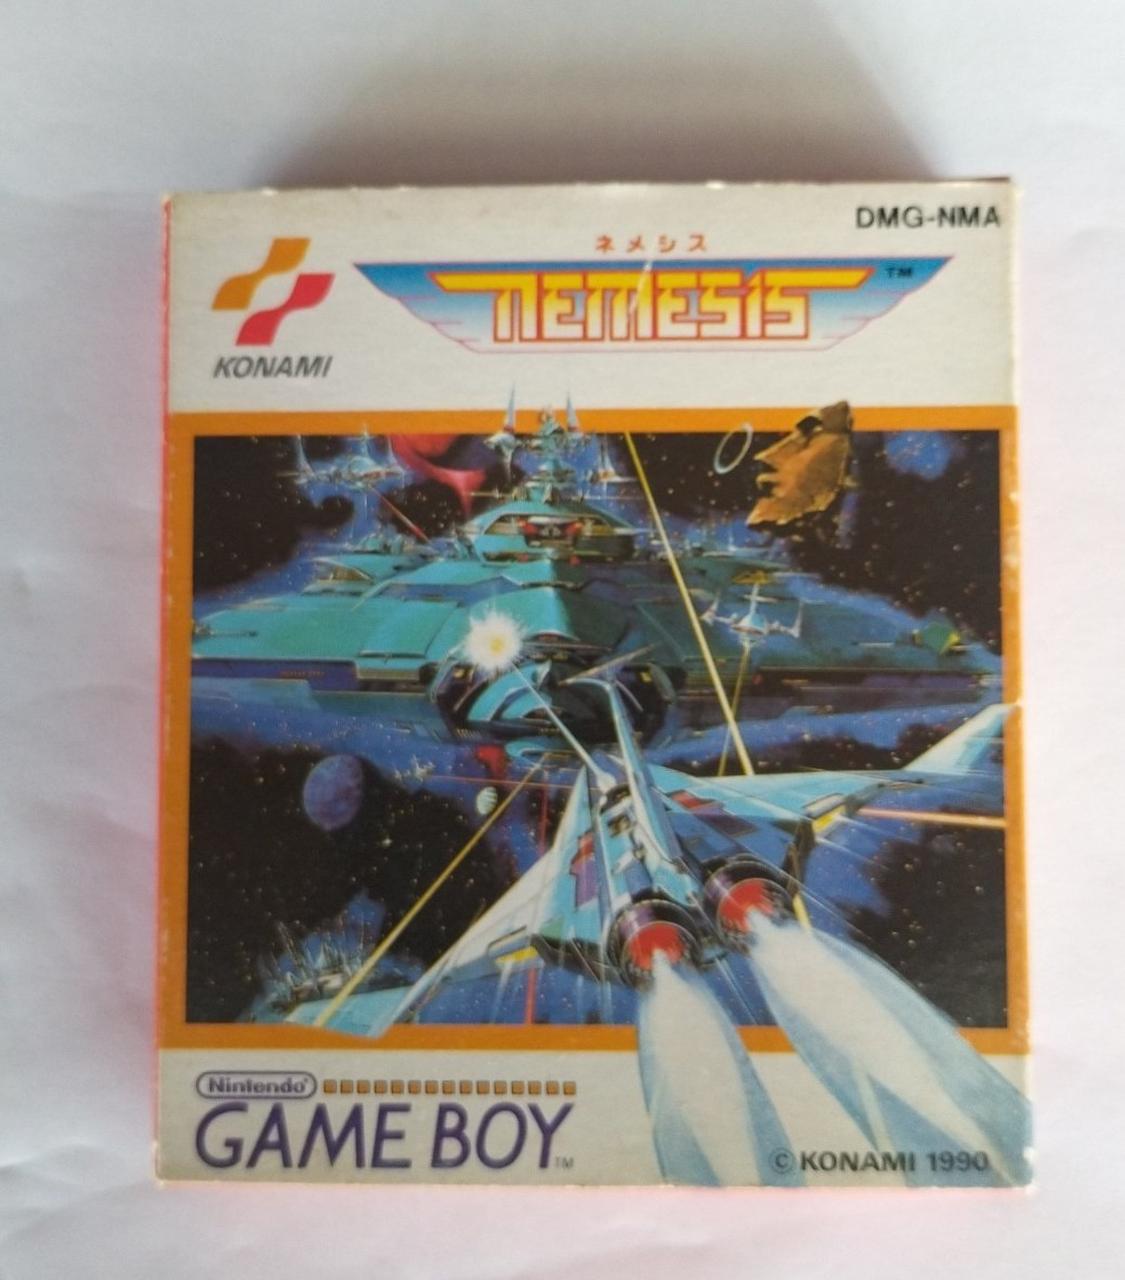 DMG-NMA
ネメシス
NEMESIS TM
KONAMI
Nintendo
GAME BOY TM
© KONAMI 1990